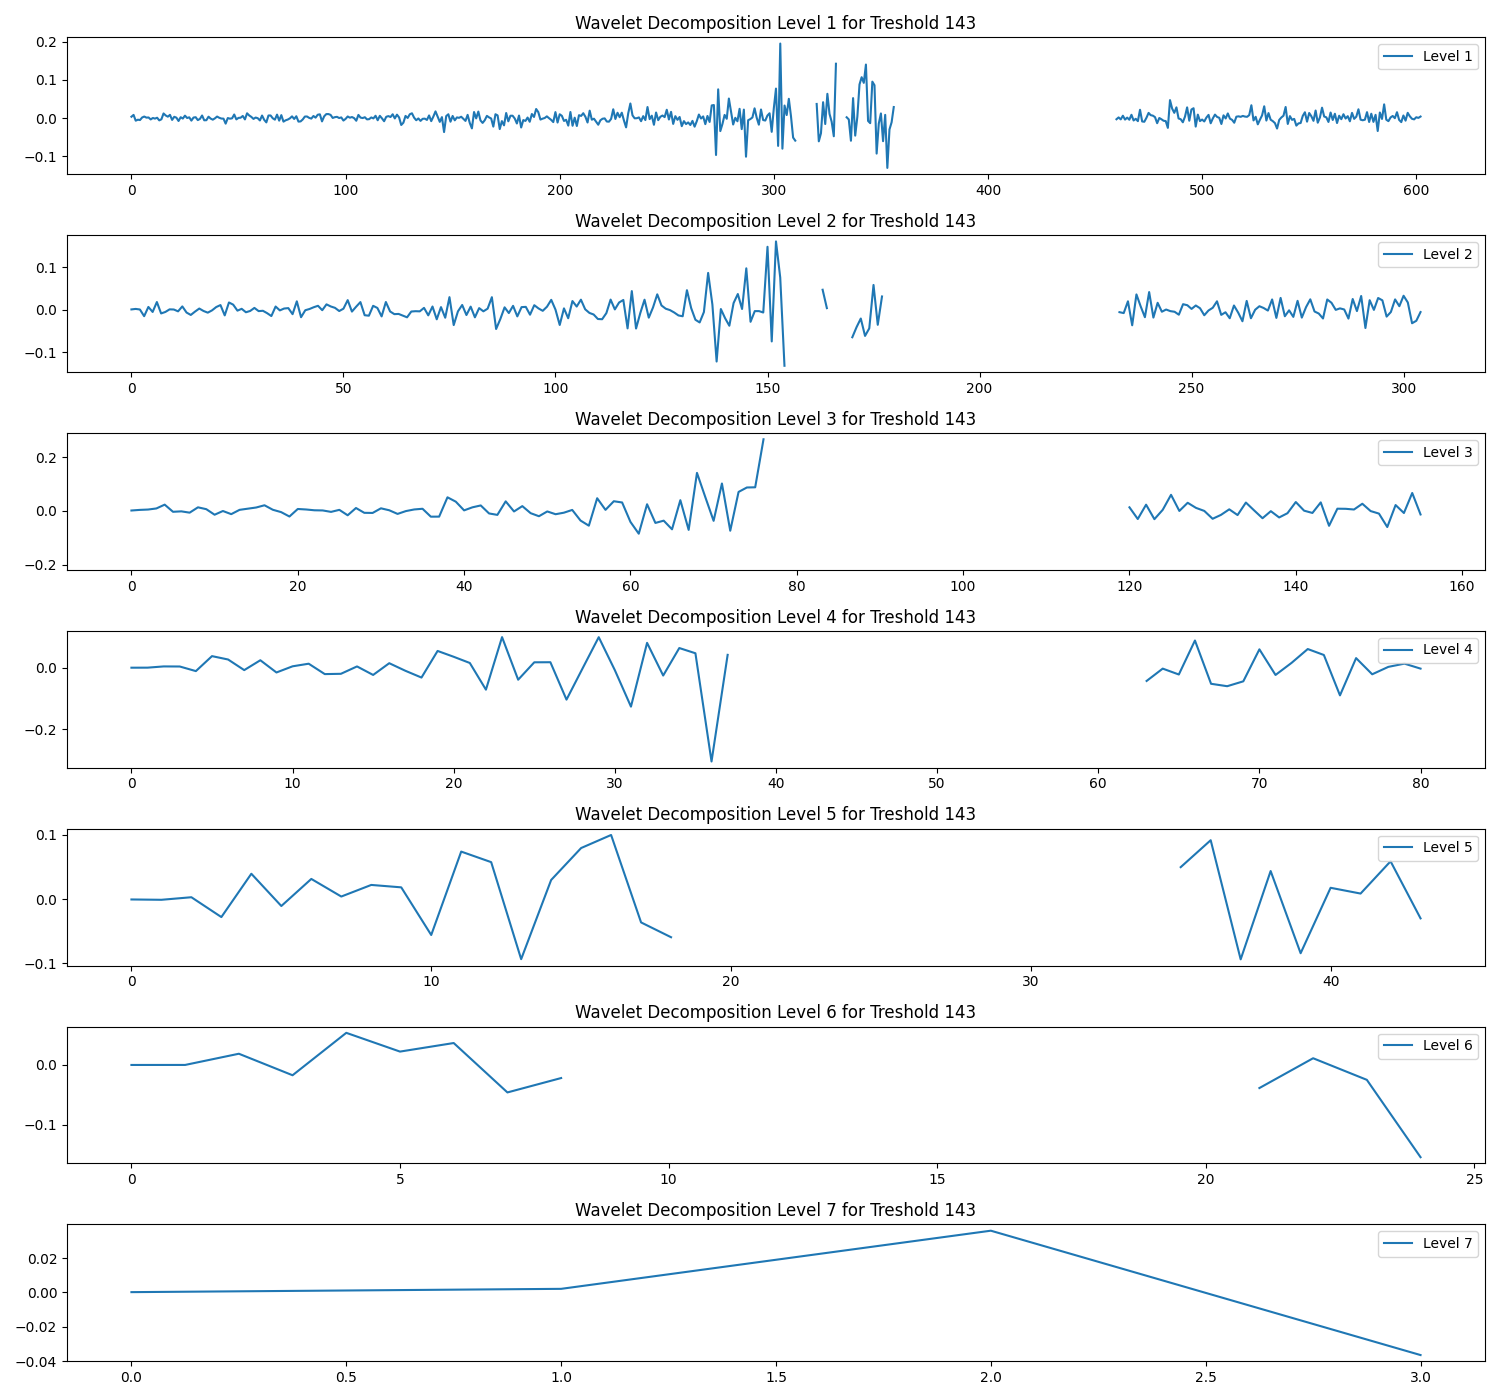 Wavelet Decomposition Level 1 for Treshold 143
0.2
0.1
0.0
−0.1
Level 1
0 100 200 300 400 500 600
Wavelet Decomposition Level 2 for Treshold 143
0.1
0.0
−0.1
Level 2
0 50 100 150 200 250 300
Wavelet Decomposition Level 3 for Treshold 143
0.2
0.0
−0.2
Level 3
0 20 40 60 80 100 120 140 160
Wavelet Decomposition Level 4 for Treshold 143
0.0
−0.2
Level 4
0 10 20 30 40 50 60 70 80
Wavelet Decomposition Level 5 for Treshold 143
0.1
0.0
−0.1
Level 5
0 10 20 30 40
Wavelet Decomposition Level 6 for Treshold 143
0.0
−0.1
Level 6
0 5 10 15 20 25
Wavelet Decomposition Level 7 for Treshold 143
0.02
0.00
−0.02
−0.04
Level 7
0.0 0.5 1.0 1.5 2.0 2.5 3.0